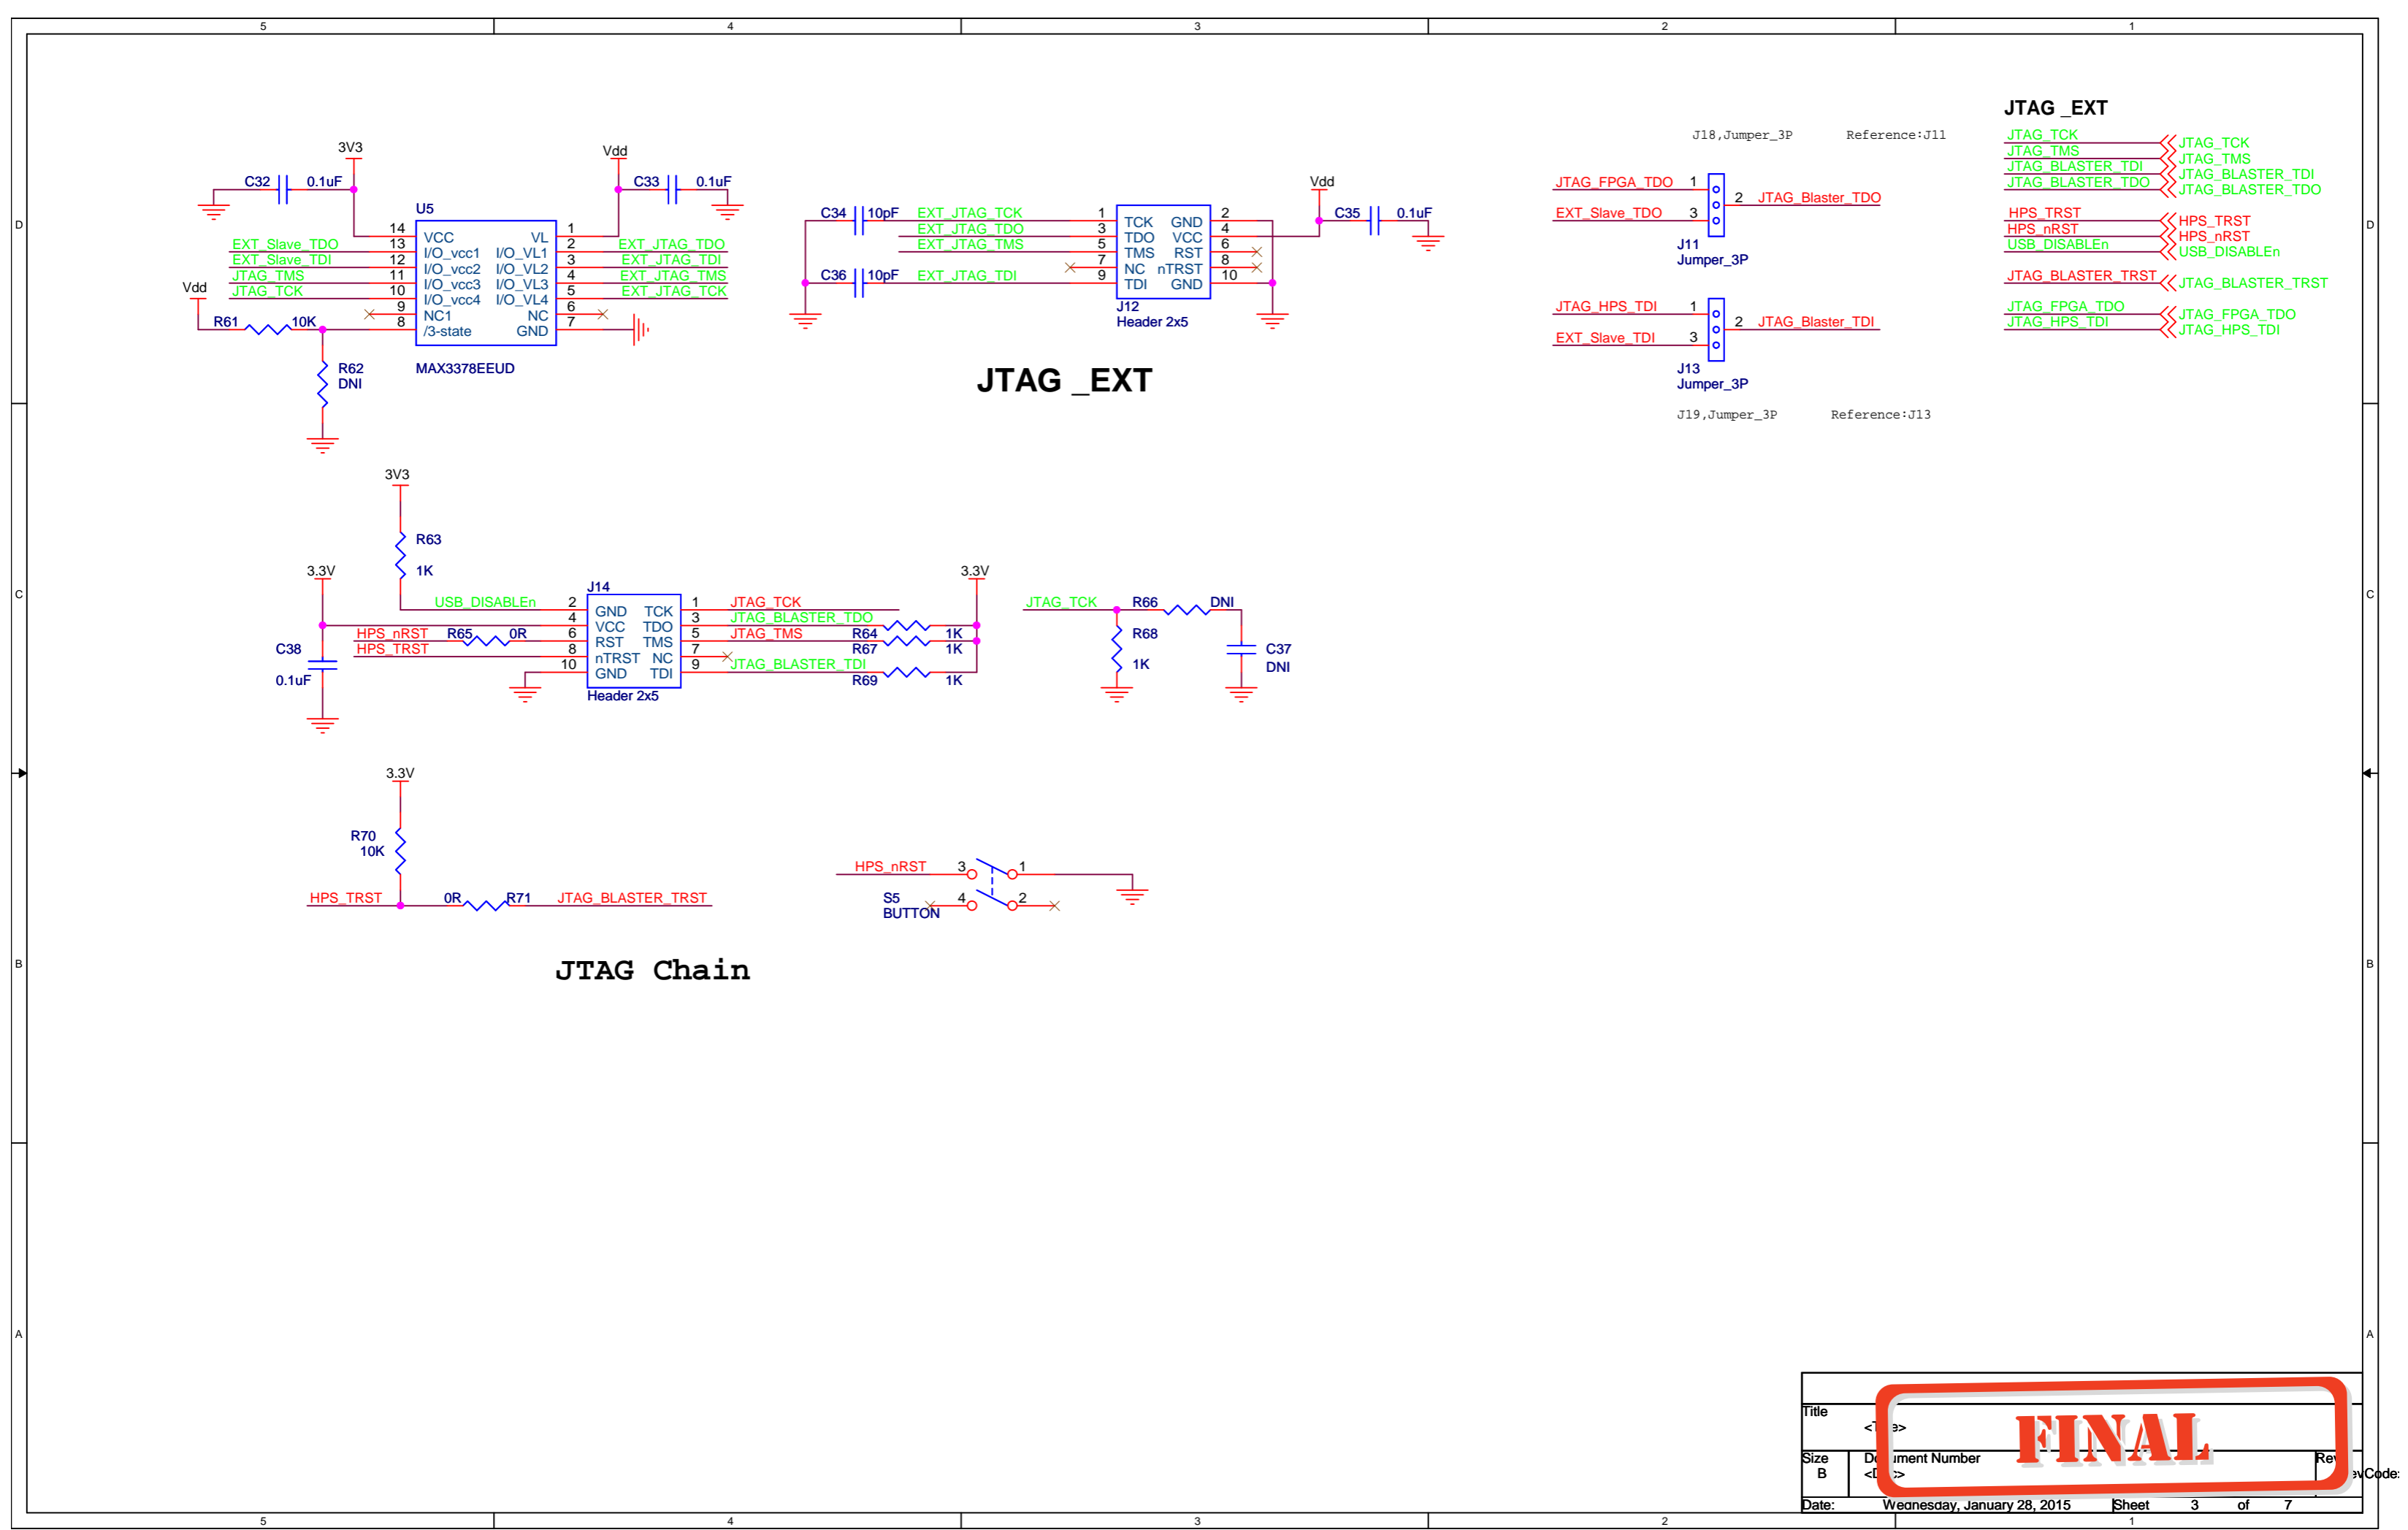 5 4 3 2 1
D
C
B
A
3V3
C32 0.1uF
Vdd
C33 0.1uF
U5
14 VCC VL 1
EXT_Slave_TDO 13 I/O_vcc1 I/O_VL1 2 EXT_JTAG_TDO
EXT_Slave_TDI 12 I/O_vcc2 I/O_VL2 3 EXT_JTAG_TDI
JTAG_TMS 11 I/O_vcc3 I/O_VL3 4 EXT_JTAG_TMS
JTAG_TCK 10 I/O_vcc4 I/O_VL4 5 EXT_JTAG_TCK
9 NC1 NC 6
8 /3-state GND 7
MAX3378EEUD
Vdd
R61 10K
R62
DNI
C34 10pF EXT_JTAG_TCK 1 TCK GND 2
EXT_JTAG_TDO 3 TDO VCC 4
EXT_JTAG_TMS 5 TMS RST 6
7 NC nTRST 8
C36 10pF EXT_JTAG_TDI 9 TDI GND 10
J12
Header 2x5
Vdd
C35 0.1uF
JTAG _EXT
J18,Jumper_3P Reference:J11
JTAG_FPGA_TDO 1
2 JTAG_Blaster_TDO
EXT_Slave_TDO 3
J11
Jumper_3P
JTAG_HPS_TDI 1
2 JTAG_Blaster_TDI
EXT_Slave_TDI 3
J13
Jumper_3P
J19,Jumper_3P Reference:J13
JTAG _EXT
JTAG_TCK JTAG_TCK
JTAG_TMS JTAG_TMS
JTAG_BLASTER_TDI JTAG_BLASTER_TDI
JTAG_BLASTER_TDO JTAG_BLASTER_TDO
HPS_TRST HPS_TRST
HPS_nRST HPS_nRST
USB_DISABLEn USB_DISABLEn
JTAG_BLASTER_TRST JTAG_BLASTER_TRST
JTAG_FPGA_TDO JTAG_FPGA_TDO
JTAG_HPS_TDI JTAG_HPS_TDI
3V3
R63
1K
3.3V
C38
0.1uF
J14
USB_DISABLEn 2 GND TCK 1 JTAG_TCK
4 VCC TDO 3 JTAG_BLASTER_TDO
HPS_nRST R65 0R 6 RST TMS 5 JTAG_TMS R64 1K
HPS_TRST 8 nTRST NC 7 R67 1K
10 GND TDI 9 JTAG_BLASTER_TDI
R69 1K
Header 2x5
3.3V
JTAG_TCK R66 DNI
R68
1K
C37
DNI
3.3V
R70
10K
HPS_TRST 0R R71 JTAG_BLASTER_TRST
HPS_nRST 3 1
S5 4 2
BUTTON
JTAG Chain
Title
Size
B
Document Number
FINAL
Date: Wednesday, January 28, 2015 Sheet 3 of 7
5 4 3 2 1
D
C
B
A